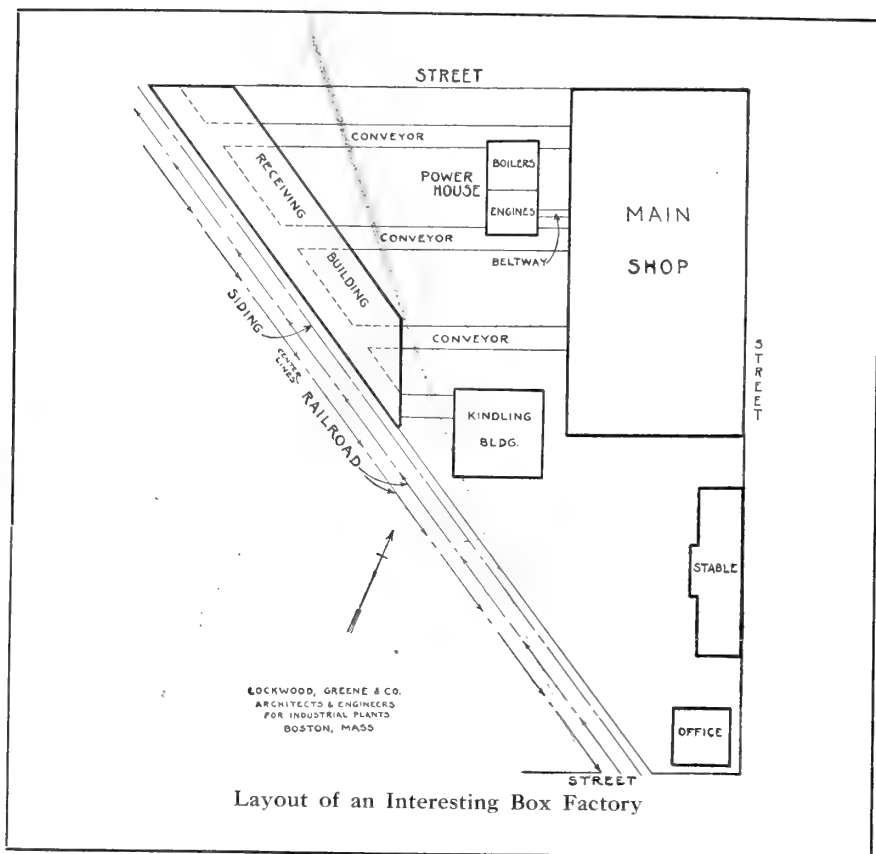 STREET
CONVEYOR
BOILERS
POWER
HOUSE
ENGINES
RECEIVING
MAIN
SHOP
CONVEYOR
BELTWAY
BUILDING
SIDING
CONVEYOR
STREET
CENTER
LINES
RAILROAD
KINDLING
BLDG.
STABLE
LOCKWOOD, GREENE & CO.
ARCHITECTS & ENGINEERS
FOR INDUSTRIAL PLANTS
BOSTON, MASS
OFFICE
STREET
Layout of an Interesting Box Factory